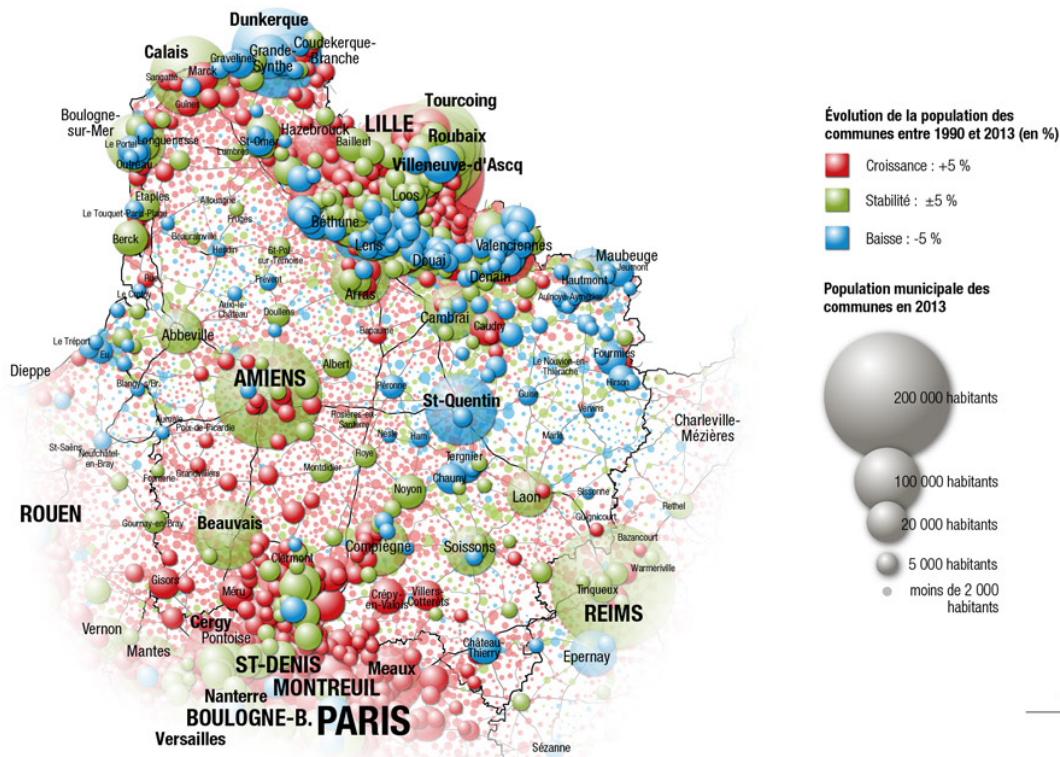 Dunkerque
Calais
Gravelines
Grande-
Synthe
Coudekerque-
Branche
Sangatte
Marck
Guînes
Boulogne-
sur-Mer
Le Portel
Outreau
Longuenesse
Lumbres
St-Omer
Hazebrouck
Bailleul
LILLE
Tourcoing
Roubaix
Villeneuve-d'Ascq
Loos
Étaples
Le Touquet-Paris-Plage
Berck
Allouagne
Fruges
Beaurainville
Hesdin
St-Pol
sur-Ternoise
Béthune
Lens
Douai
Valenciennes
Denain
Maubeuge
Jeumont
Hautmont
Aulnoye-Aymeries
Rue
Le Crotoy
Frévent
Auxi-le-
Château
Doullens
Arras
Bapaume
Cambrai
Caudry
Le Tréport
Eu
Abbeville
Dieppe
Blangy-s/Br.
Albert
Péronne
Le Nouvion-en-
Thiérache
Fourmies
Hirson
AMIENS
St-Quentin
Guise
Vervins
Aumale
Poix-de-Picardie
Rosières-en-
Santerre
Nesle
Ham
Marle
Charleville-
Mézières
St-Saëns
Neufchâtel-
en-Bray
Formerie
Grandvilliers
Montdidier
Roye
Tergnier
Chauny
Noyon
Laon
Sissonne
Rethel
Guignicourt
ROUEN
Gournay-en-Bray
Beauvais
Clermont
Compiègne
Soissons
Bazancourt
Warmeriville
Tinqueux
REIMS
Gisors
Méru
Crépy-
en-Valois
Villers-
Cotterêts
Vernon
Mantes
Cergy
Pontoise
ST-DENIS
Meaux
Château-
Thierry
Epernay
Nanterre
MONTREUIL
BOULOGNE-B.
PARIS
Versailles
Sézanne
Évolution de la population des
communes entre 1990 et 2013 (en %)
Croissance : +5 %
Stabilité : ±5 %
Baisse : -5 %
Population municipale des
communes en 2013
200 000 habitants
100 000 habitants
20 000 habitants
5 000 habitants
moins de 2 000
habitants